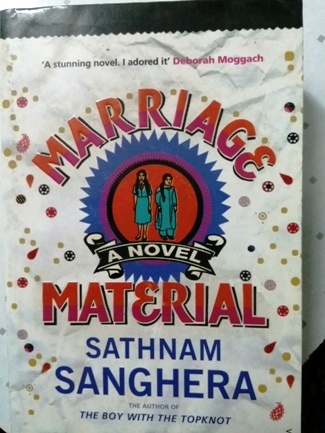 'A stunning novel. I adored it' Deborah Moggach
MARRIAGE
A NOVEL
MATERIAL
SATHNAM
SANGHERA
THE AUTHOR OF
THE BOY WITH THE TOPKNOT